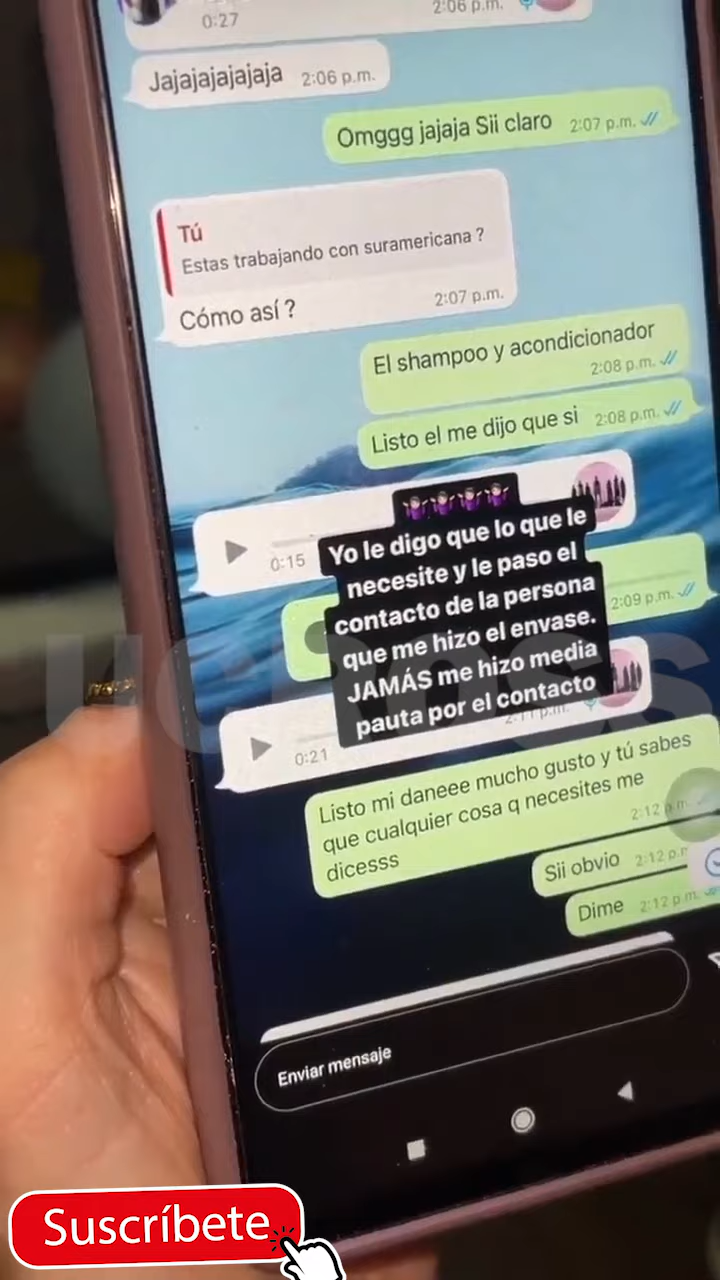 0:27
2:06 p.m.
Jajajajajajaja 2:06 p.m.
Omggg jajaja Sii claro 2:07 p.m.
Tú
Estas trabajando con suramericana ?
Cómo así ?
2:07 p.m.
El shampoo y acondicionador
2:08 p.m.
Listo el me dijo que si 2:08 p.m.
0:15
Yo le digo que lo que le
necesite y le paso el
contacto de la persona
que me hizo el envase.
JAMÁS me hizo media
pauta por el contacto
2:09 p.m.
0:21
2:11 p.m.
Listo mi daneee mucho gusto y tú sabes
que cualquier cosa q necesites me
dicesss
2:12 p.m.
Sii obvio 2:12 p.m
Dime 2:12 p.m.
Enviar mensaje
Suscríbete